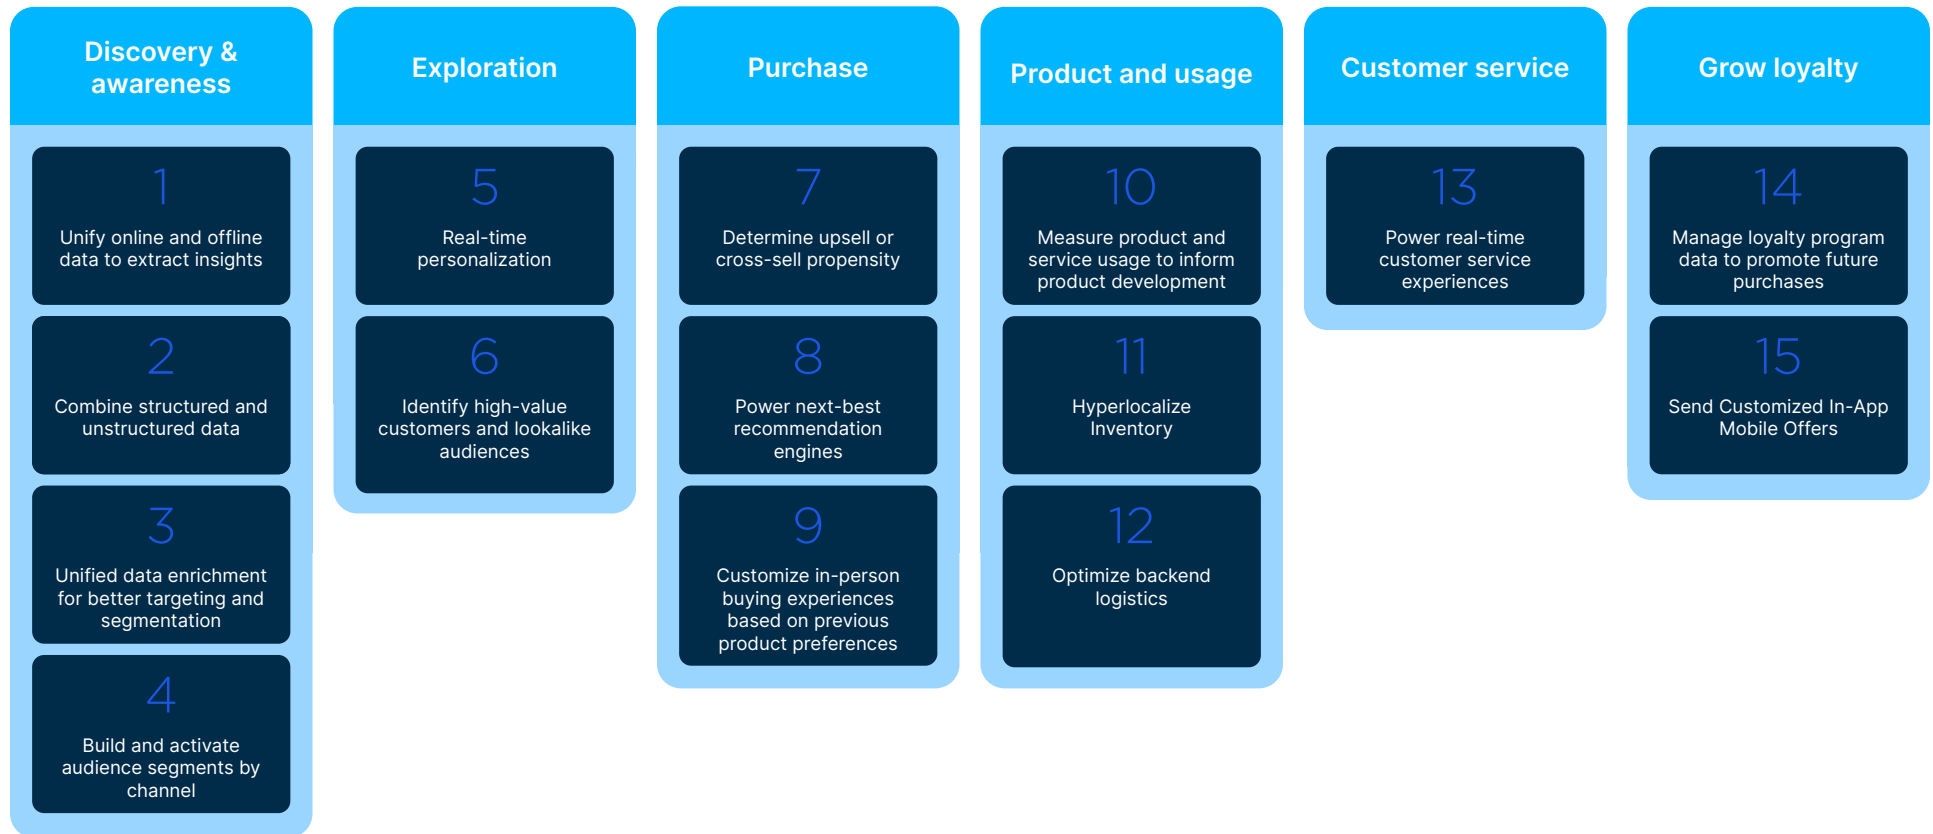 Discovery &
awareness
1
Unify online and offline
data to extract insights
2
Combine structured and
unstructured data
3
Unified data enrichment
for better targeting and
segmentation
4
Build and activate
audience segments by
channel
Exploration
5
Real-time
personalization
6
Identify high-value
customers and lookalike
audiences
Purchase
7
Determine upsell or
cross-sell propensity
8
Power next-best
recommendation
engines
9
Customize in-person
buying experiences
based on previous
product preferences
Product and usage
10
Measure product and
service usage to inform
product development
11
Hyperlocalize
Inventory
12
Optimize backend
logistics
Customer service
13
Power real-time
customer service
experiences
Grow loyalty
14
Manage loyalty program
data to promote future
purchases
15
Send Customized In-App
Mobile Offers